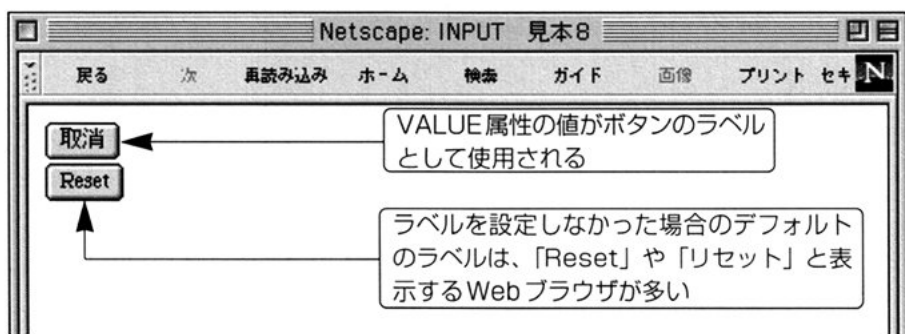 Netscape: INPUT 見本8
戻る 次 再読み込み ホーム 検索 ガイド 画像 プリント セキ N
取消
VALUE属性の値がボタンのラベル
として使用される
Reset
ラベルを設定しなかった場合のデフォルト
のラベルは、「Reset」や「リセット」と表
示するWebブラウザが多い